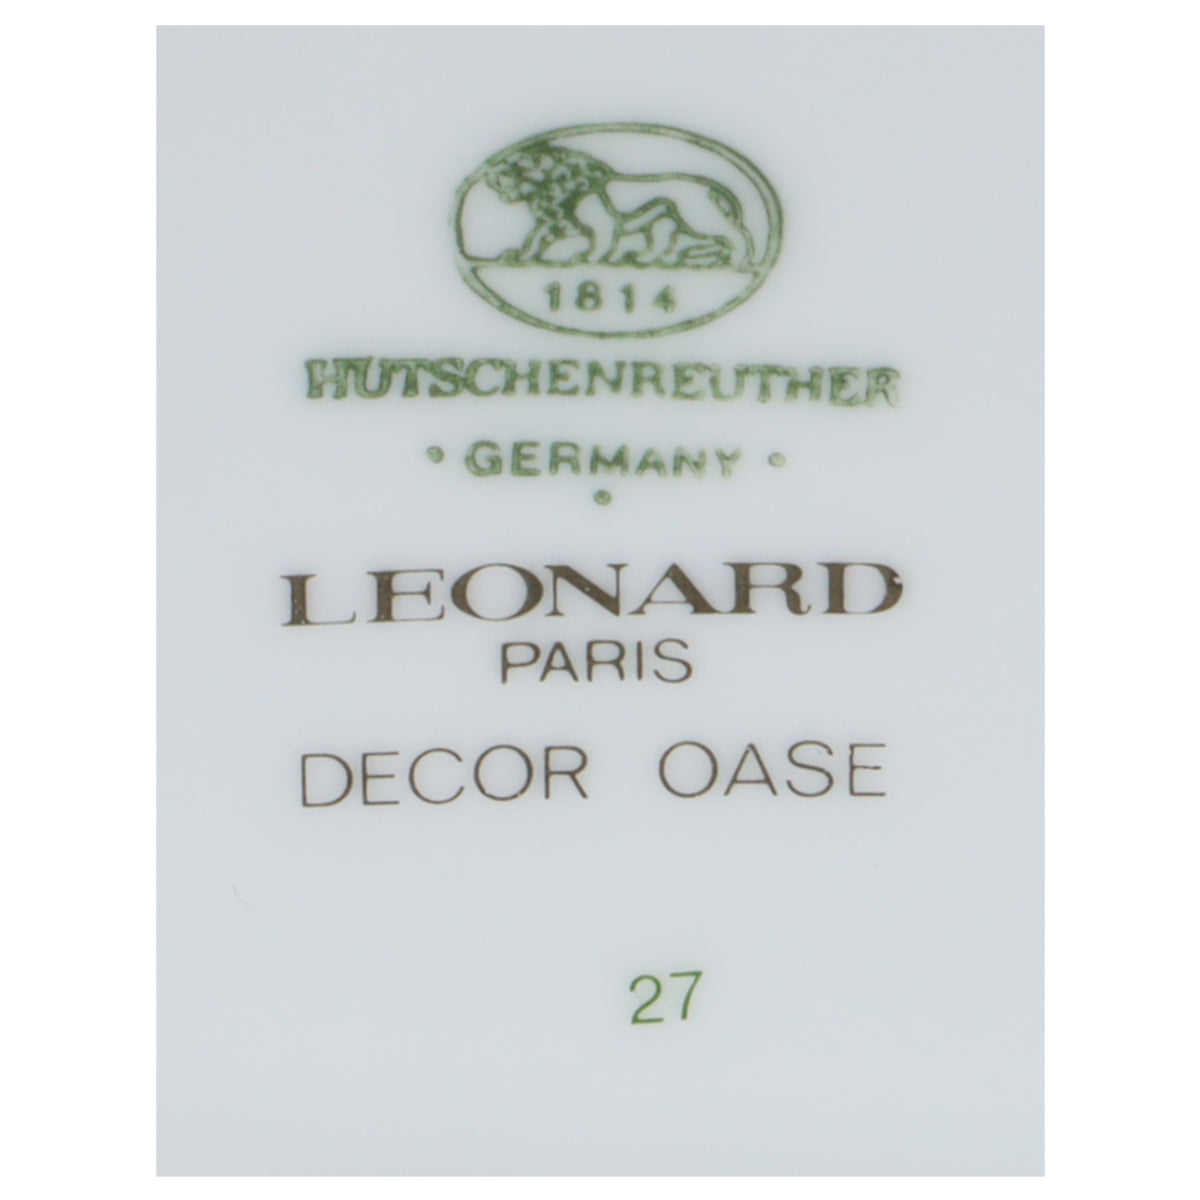 1814
HUTSCHENREUTHER
· GERMANY ·
·
LEONARD
PARIS
DECOR OASE
27